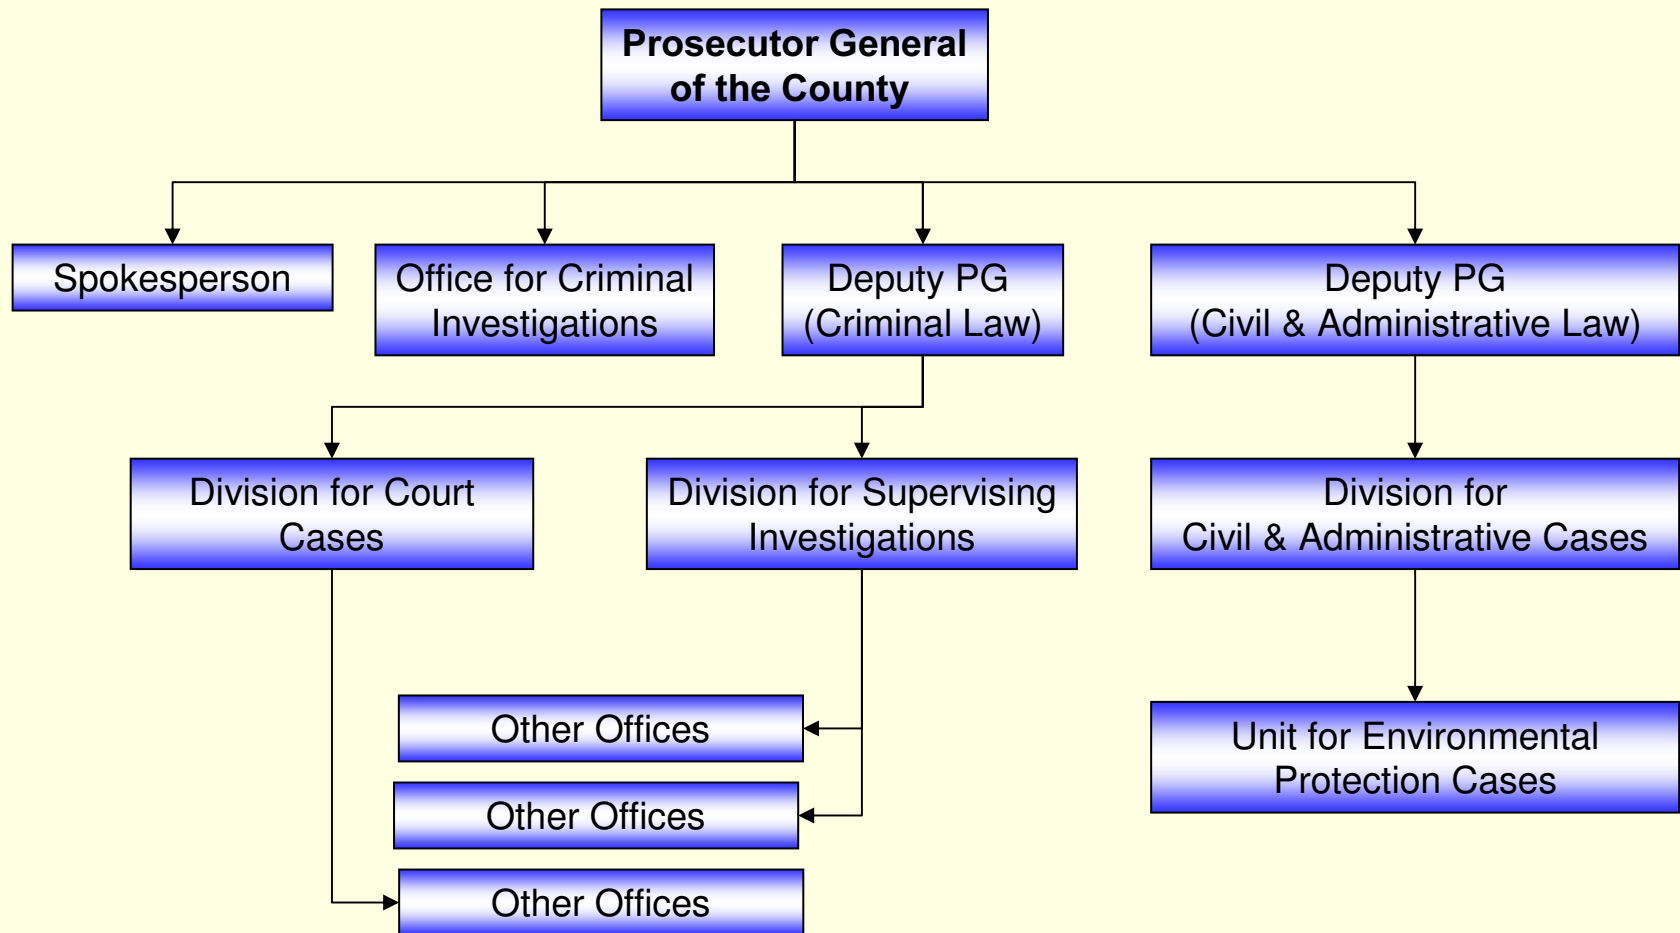 Prosecutor General
of the County
Spokesperson
Office for Criminal
Investigations
Deputy PG
(Criminal Law)
Deputy PG
(Civil & Administrative Law)
Division for Court
Cases
Division for Supervising
Investigations
Division for
Civil & Administrative Cases
Other Offices
Other Offices
Other Offices
Unit for Environmental
Protection Cases